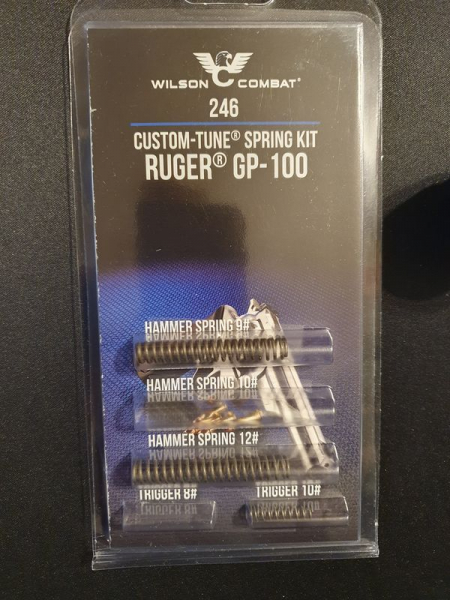 WILSON COMBAT®
246
CUSTOM-TUNE® SPRING KIT
RUGER® GP-100
HAMMER SPRING 9#
HAMMER SPRING 10#
HAMMER SPRING 12#
TRIGGER 8# TRIGGER 10#